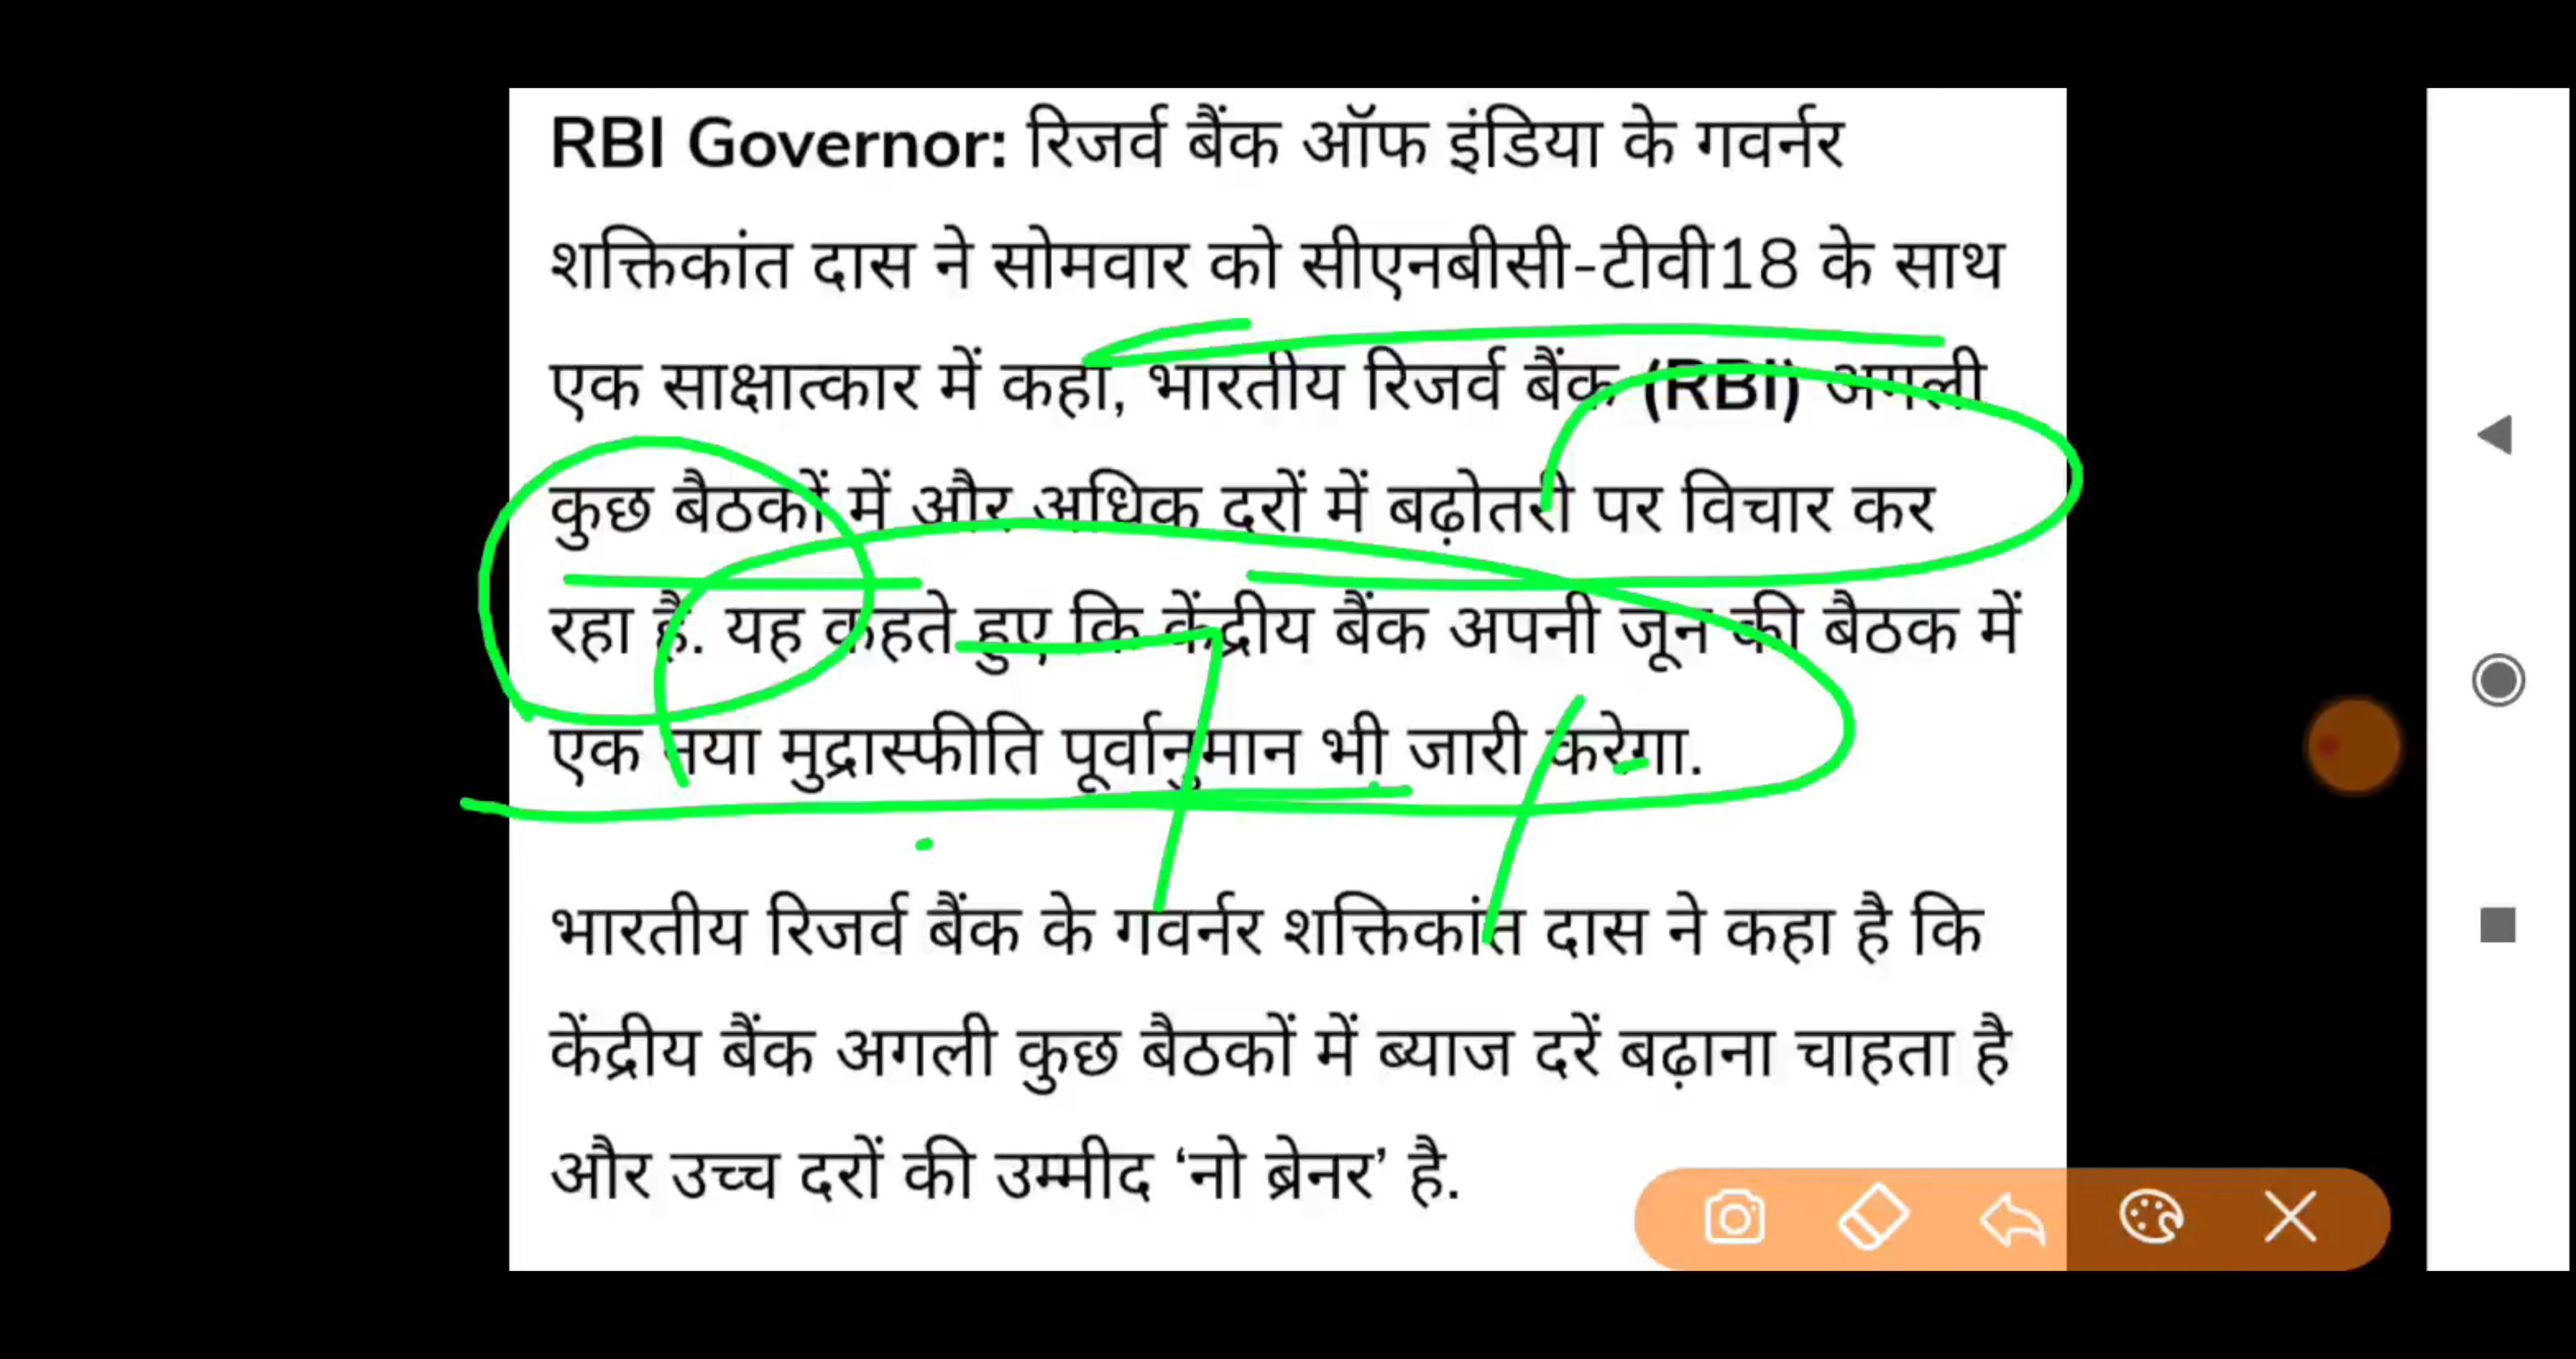 RBI Governor: रिजर्व बैंक ऑफ इंडिया के गवर्नर
शक्तिकांत दास ने सोमवार को सीएनबीसी-टीवी18 के साथ
एक साक्षात्कार में कहा, भारतीय रिजर्व बैंक (RBI) अगली
कुछ बैठकों में और अधिक दरों में बढ़ोतरी पर विचार कर
रहा है. यह कहते हुए कि केंद्रीय बैंक अपनी जून की बैठक में
एक नया मुद्रास्फीति पूर्वानुमान भी जारी करेगा.
भारतीय रिजर्व बैंक के गवर्नर शक्तिकांत दास ने कहा है कि
केंद्रीय बैंक अगली कुछ बैठकों में ब्याज दरें बढ़ाना चाहता है
और उच्च दरों की उम्मीद ‘नो ब्रेनर’ है.